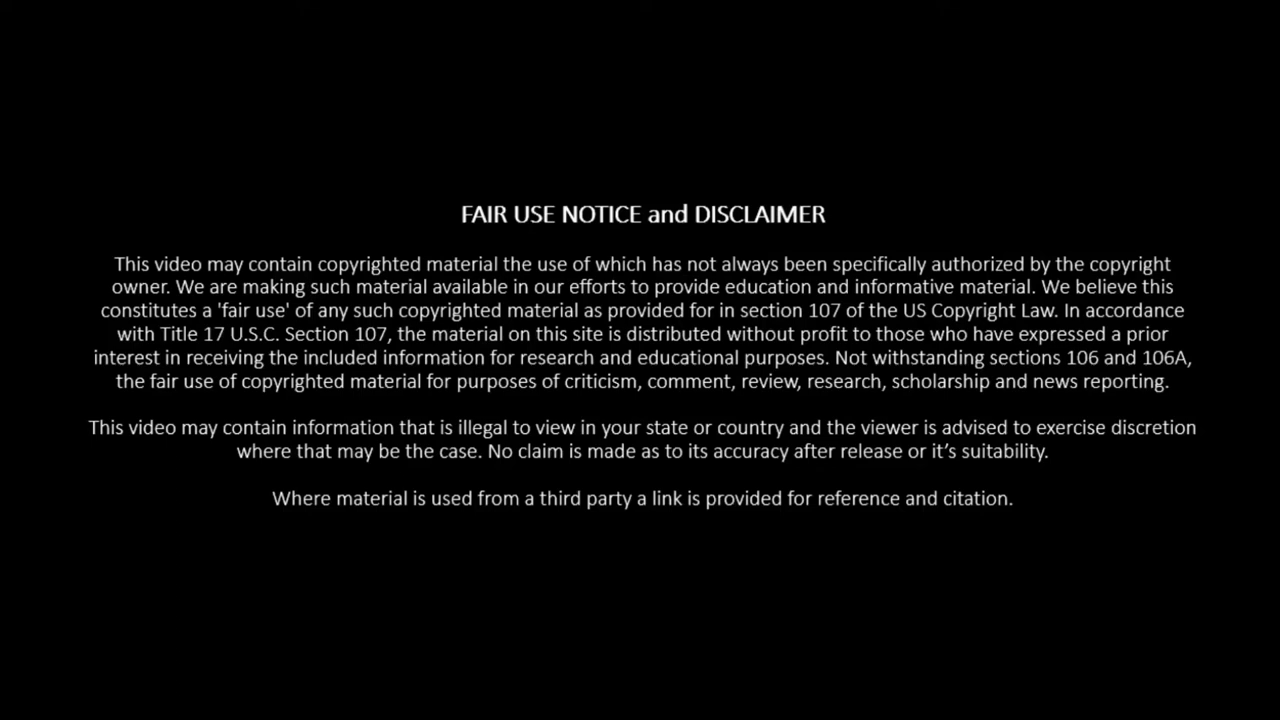 FAIR USE NOTICE and DISCLAIMER
This video may contain copyrighted material the use of which has not always been specifically authorized by the copyright
owner. We are making such material available in our efforts to provide education and informative material. We believe this
constitutes a 'fair use' of any such copyrighted material as provided for in section 107 of the US Copyright Law. In accordance
with Title 17 U.S.C. Section 107, the material on this site is distributed without profit to those who have expressed a prior
interest in receiving the included information for research and educational purposes. Not withstanding sections 106 and 106A,
the fair use of copyrighted material for purposes of criticism, comment, review, research, scholarship and news reporting.
This video may contain information that is illegal to view in your state or country and the viewer is advised to exercise discretion
where that may be the case. No claim is made as to its accuracy after release or it’s suitability.
Where material is used from a third party a link is provided for reference and citation.